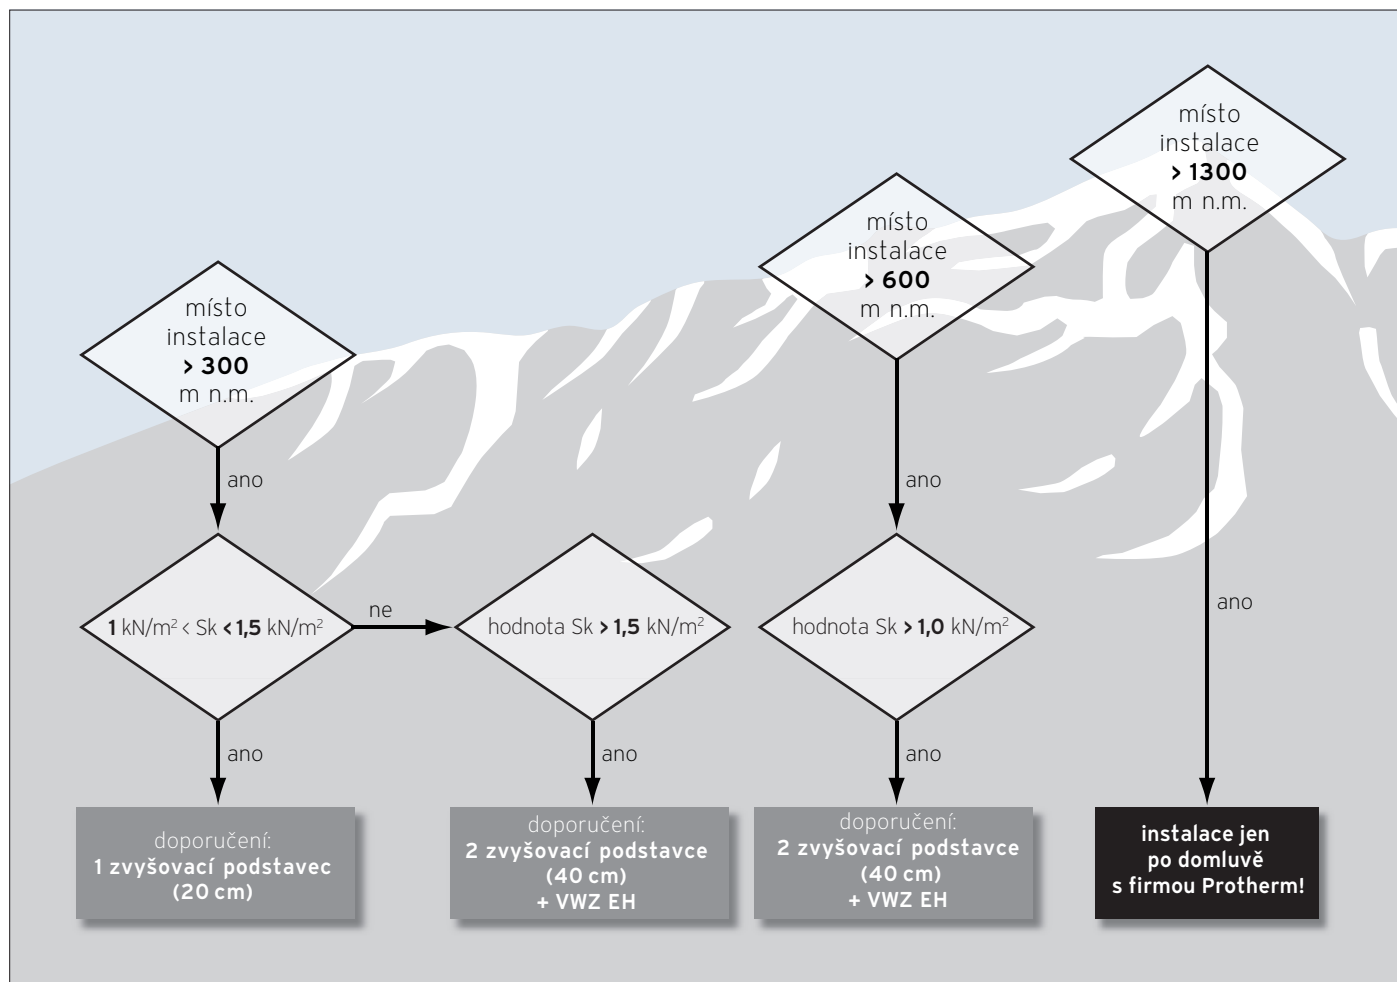 místo
instalace
> 300
m n.m.
ano
1 kN/m² < Sk < 1,5 kN/m²
ne
hodnota Sk > 1,5 kN/m²
ano
doporučení:
1 zvyšovací podstavec
(20 cm)
ano
doporučení:
2 zvyšovací podstavce
(40 cm)
+ VWZ EH
místo
instalace
> 600
m n.m.
ano
hodnota Sk > 1,0 kN/m²
ano
doporučení:
2 zvyšovací podstavce
(40 cm)
+ VWZ EH
místo
instalace
> 1300
m n.m.
ano
instalace jen
po domluvě
s firmou Protherm!